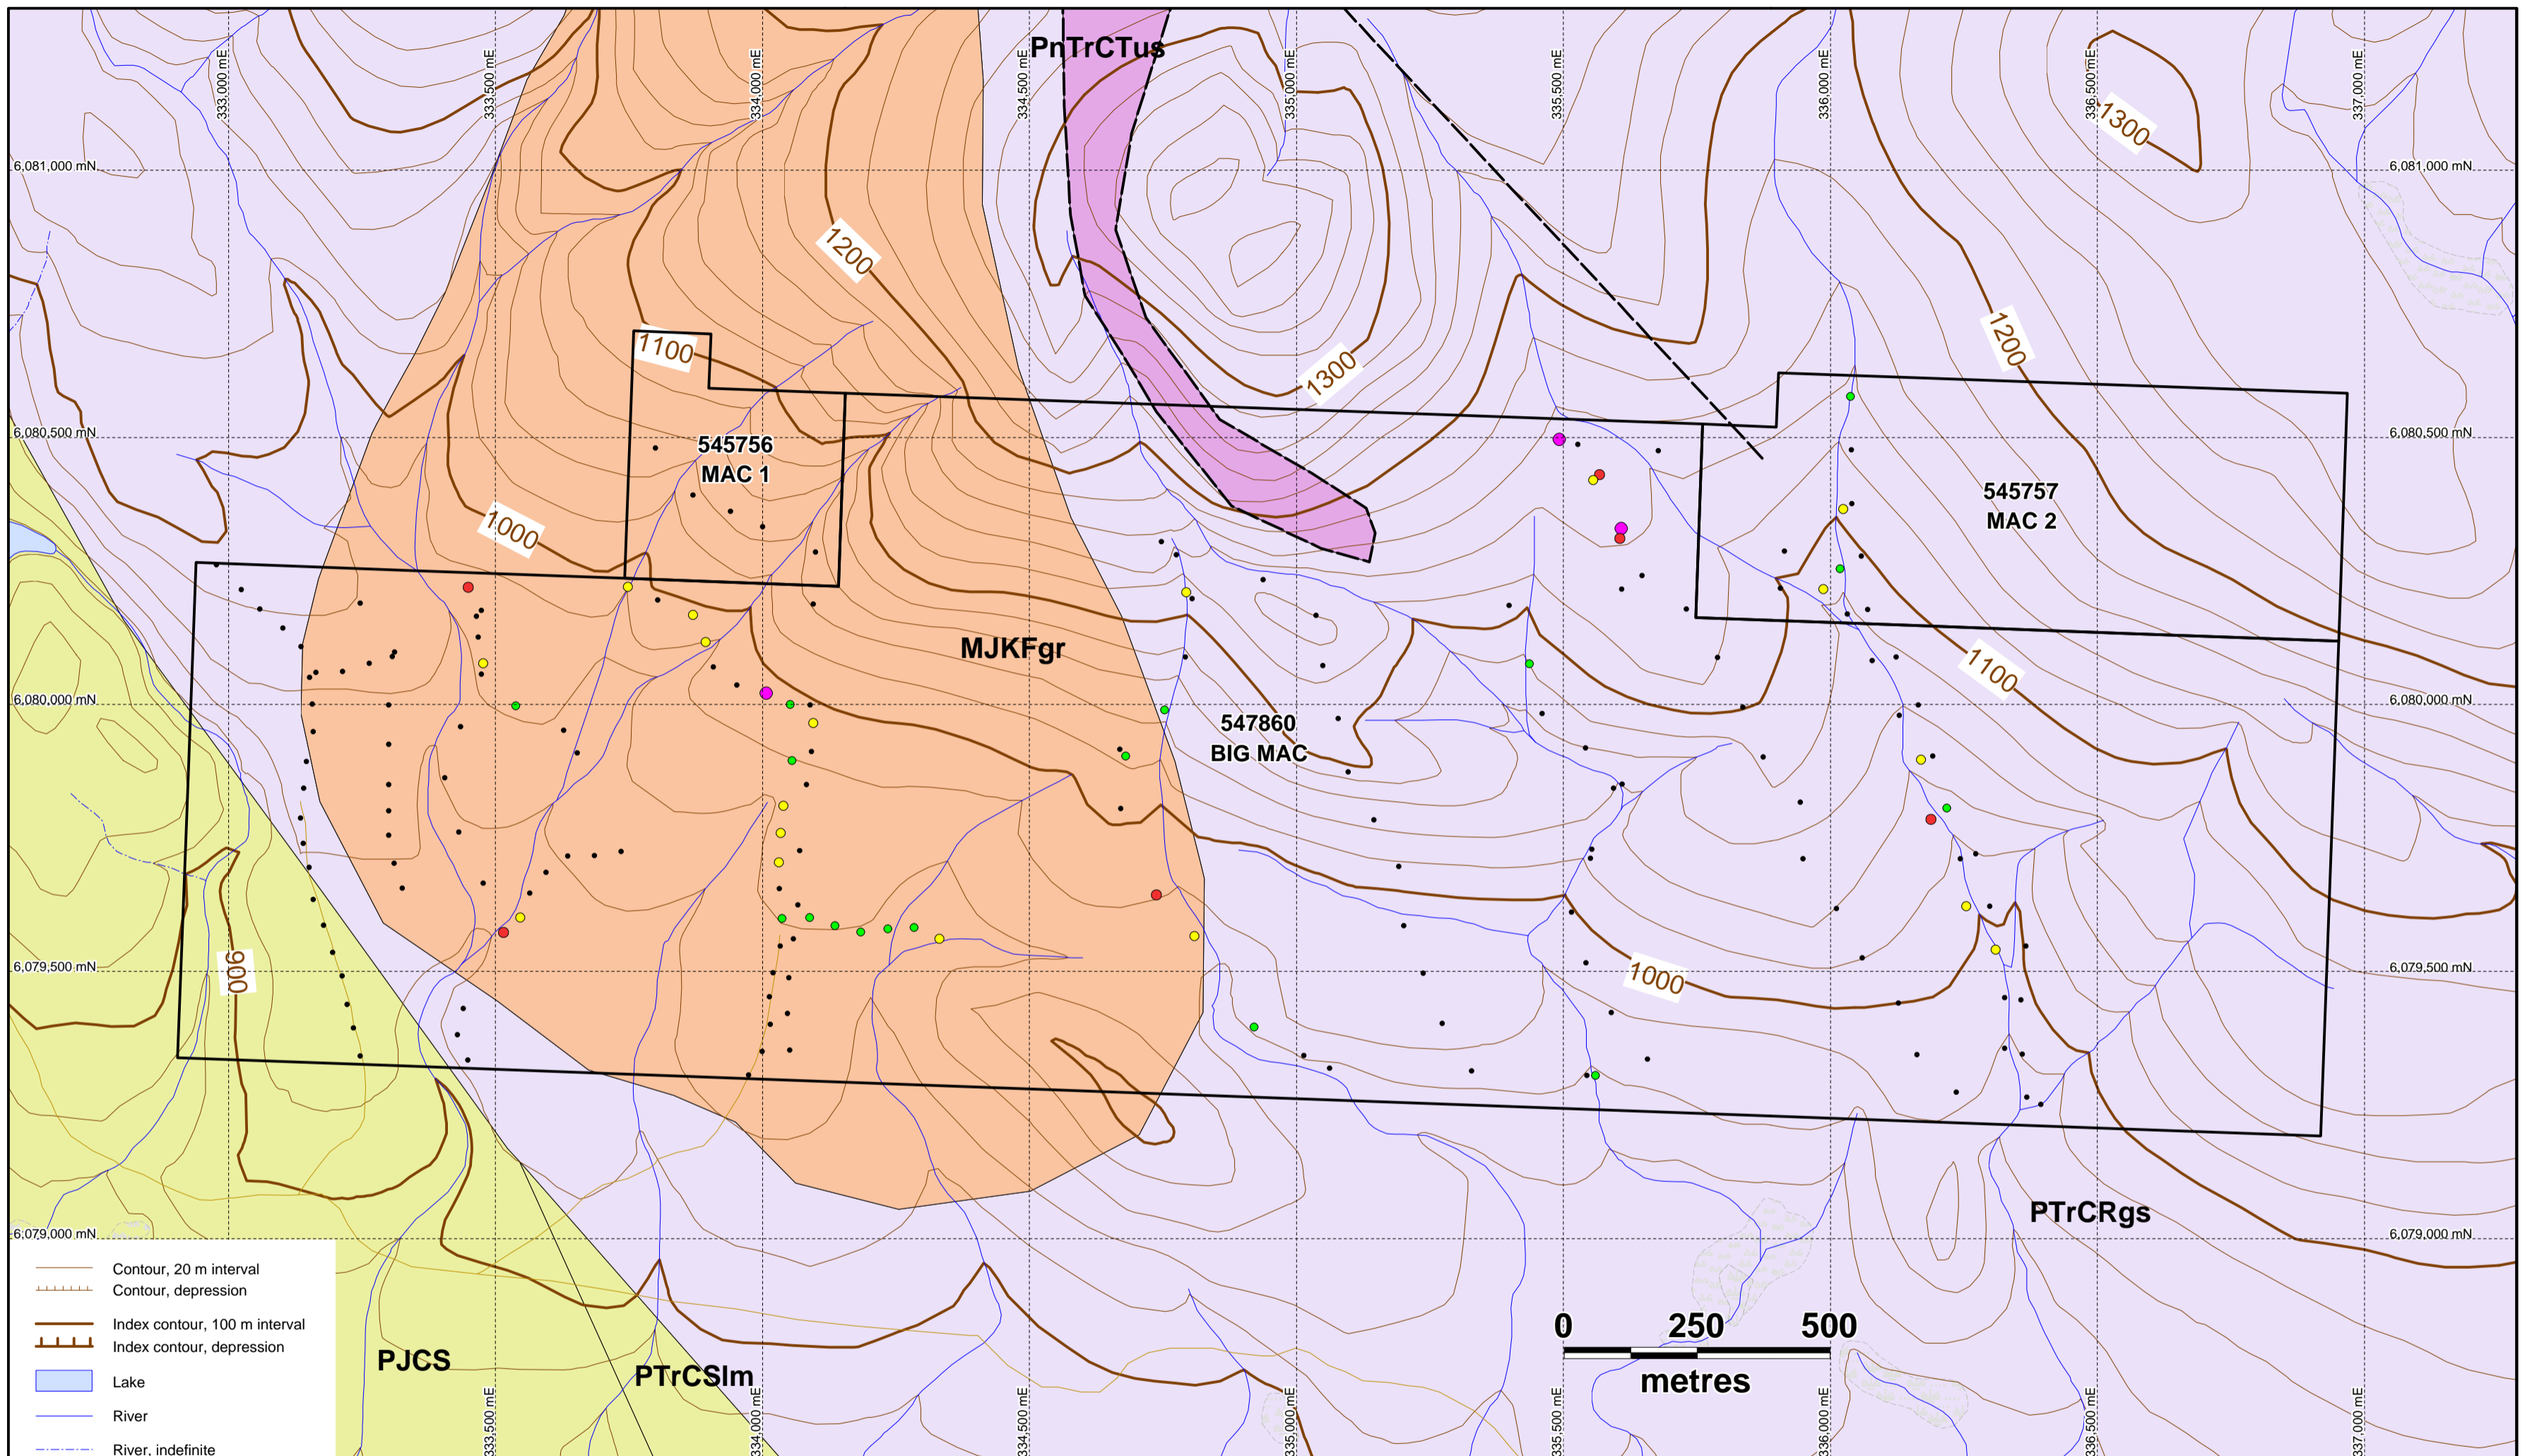 PnTrCTus
333,000 mE
333,500 mE
334,000 mE
334,500 mE
335,000 mE
335,500 mE
336,000 mE
336,500 mE
337,000 mE
1300
6,081,000 mN
6,081,000 mN
1200
1200
1100
1300
6,080,500 mN
6,080,500 mN
545756
MAC 1
545757
MAC 2
1000
MJKFgr
1100
6,080,000 mN
6,080,000 mN
547860
BIG MAC
900
6,079,500 mN
1000
6,079,500 mN
PTrCRgs
6,079,000 mN
6,079,000 mN
Contour, 20 m interval
Contour, depression
Index contour, 100 m interval
Index contour, depression
Lake
River
River, indefinite
PJCS
PTrCSlm
0 250 500
metres
333,500 mE
334,000 mE
334,500 mE
335,000 mE
335,500 mE
336,000 mE
336,500 mE
337,000 mE